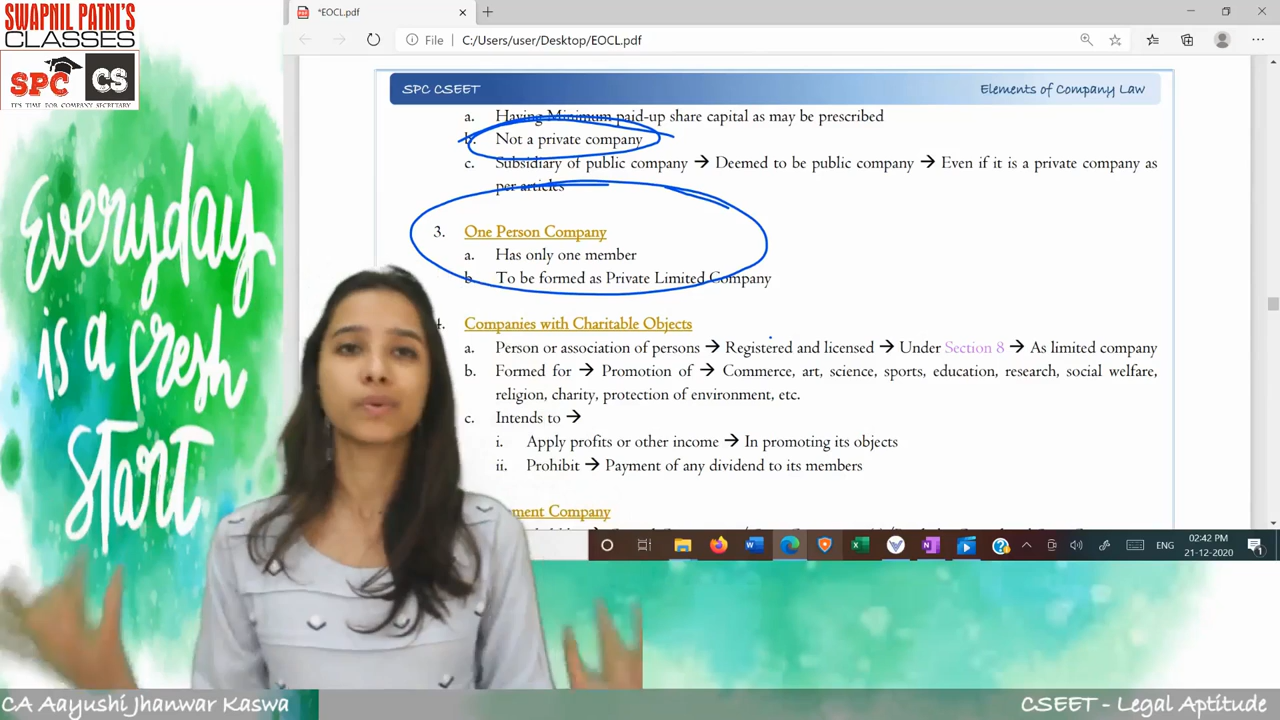 SWAPNIL PATNI'S
CLASSES
SPC CS
IT'S TIME FOR COMPANY SECRETARY
Everyday
is a fresh
start
*EOCL.pdf
File C:/Users/user/Desktop/EOCL.pdf
SPC CSEET Elements of Company Law
a. Having Minimum paid-up share capital as may be prescribed
b. Not a private company
c. Subsidiary of public company → Deemed to be public company → Even if it is a private company as
per articles
3. One Person Company
a. Has only one member
b. To be formed as Private Limited Company
4. Companies with Charitable Objects
a. Person or association of persons → Registered and licensed → Under Section 8 → As limited company
b. Formed for → Promotion of → Commerce, art, science, sports, education, research, social welfare,
religion, charity, protection of environment, etc.
c. Intends to →
i. Apply profits or other income → In promoting its objects
ii. Prohibit → Payment of any dividend to its members
ment Company
ENG
02:42 PM
21-12-2020
CA Aayushi Jhanwar Kaswa
CSEET - Legal Aptitude